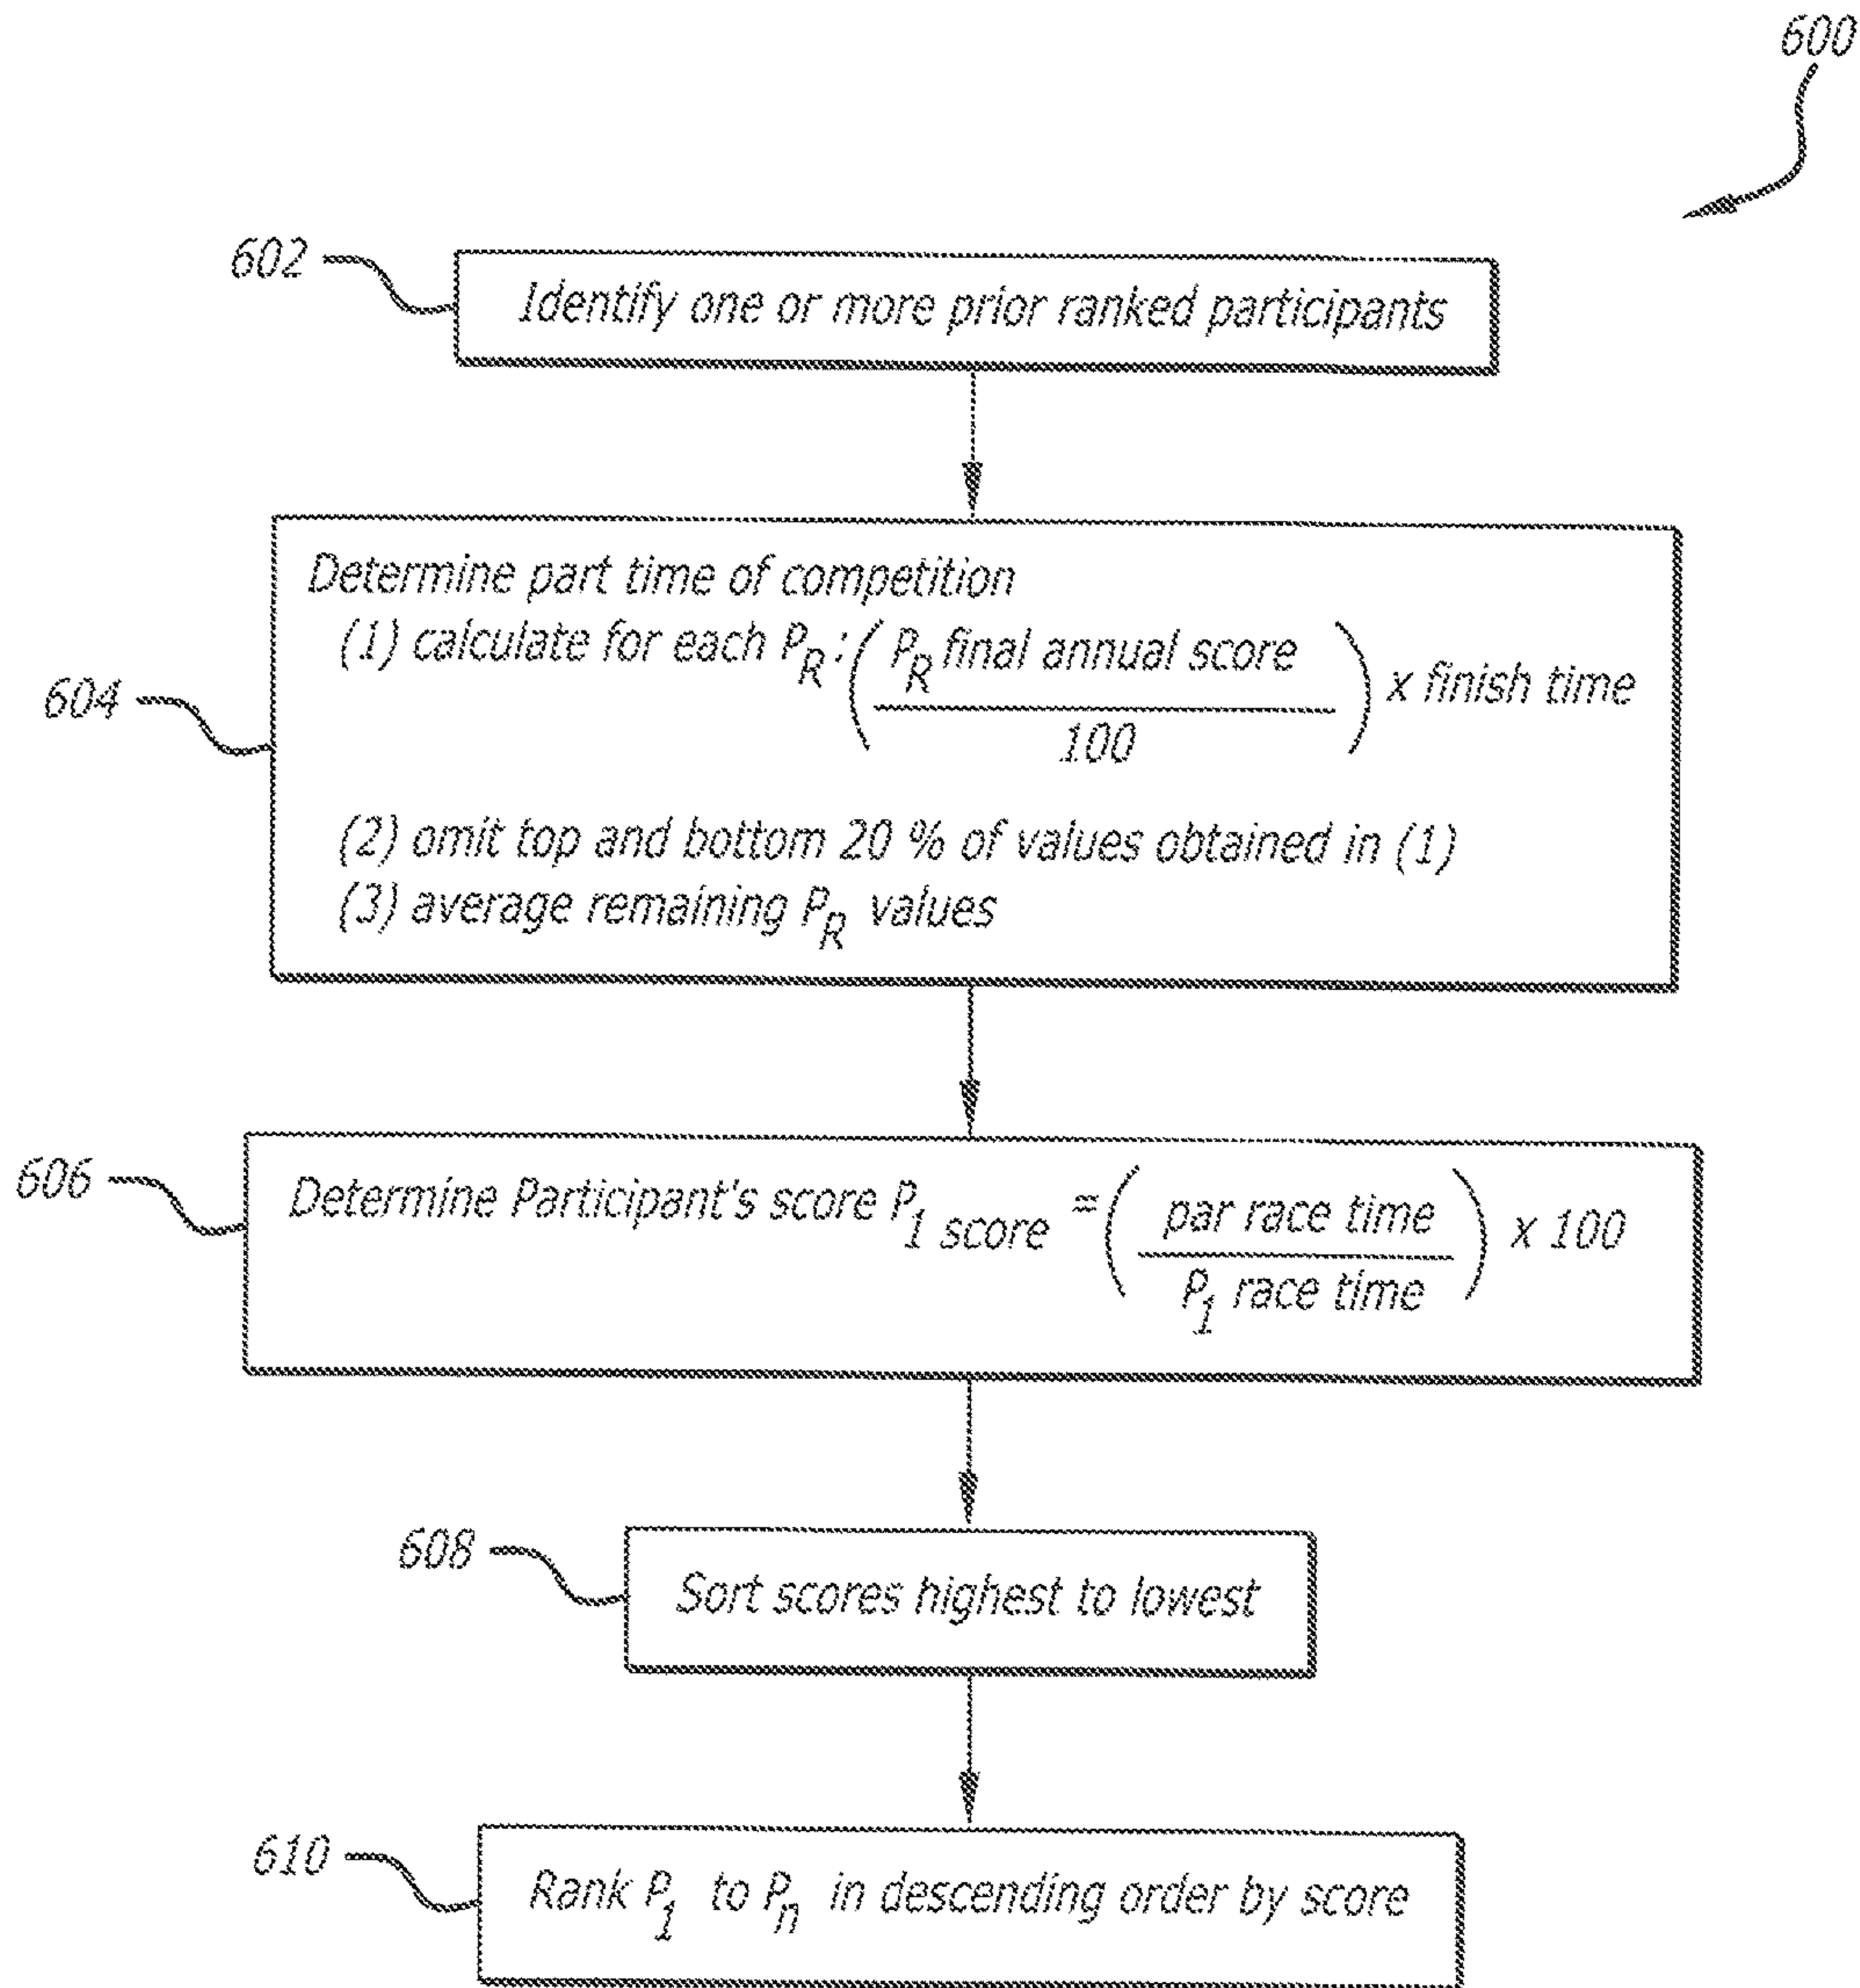 600
602
Identify one or more prior ranked participants
604
Determine part time of competition
(1) calculate for each P_R : ( P_R final annual score / 100 ) x finish time
(2) omit top and bottom 20 % of values obtained in (1)
(3) average remaining P_R values
606
Determine Participant's score P_1 score = ( par race time / P_1 race time ) x 100
608
Sort scores highest to lowest
610
Rank P_1 to P_n in descending order by score